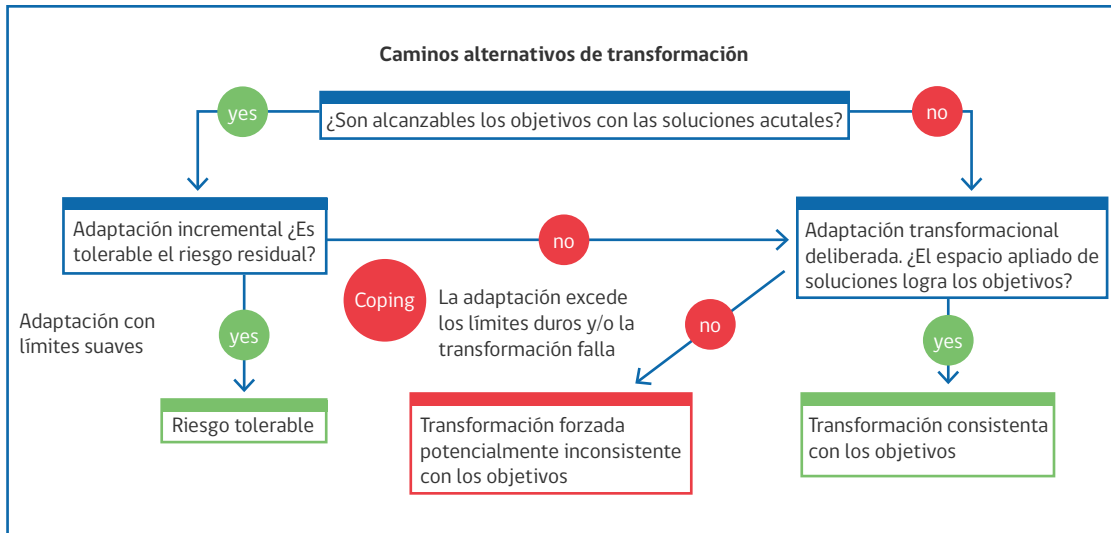 Caminos alternativos de transformación
yes
¿Son alcanzables los objetivos con las soluciones acutales?
no
Adaptación incremental ¿Es
tolerable el riesgo residual?
no
Adaptación transformacional
deliberada. ¿El espacio apliado de
soluciones logra los objetivos?
Adaptación con
límites suaves
yes
Coping
La adaptación excede
los límites duros y/o la
transformación falla
no
yes
Riesgo tolerable
Transformación forzada
potencialmente inconsistente
con los objetivos
Transformación consistenta
con los objetivos